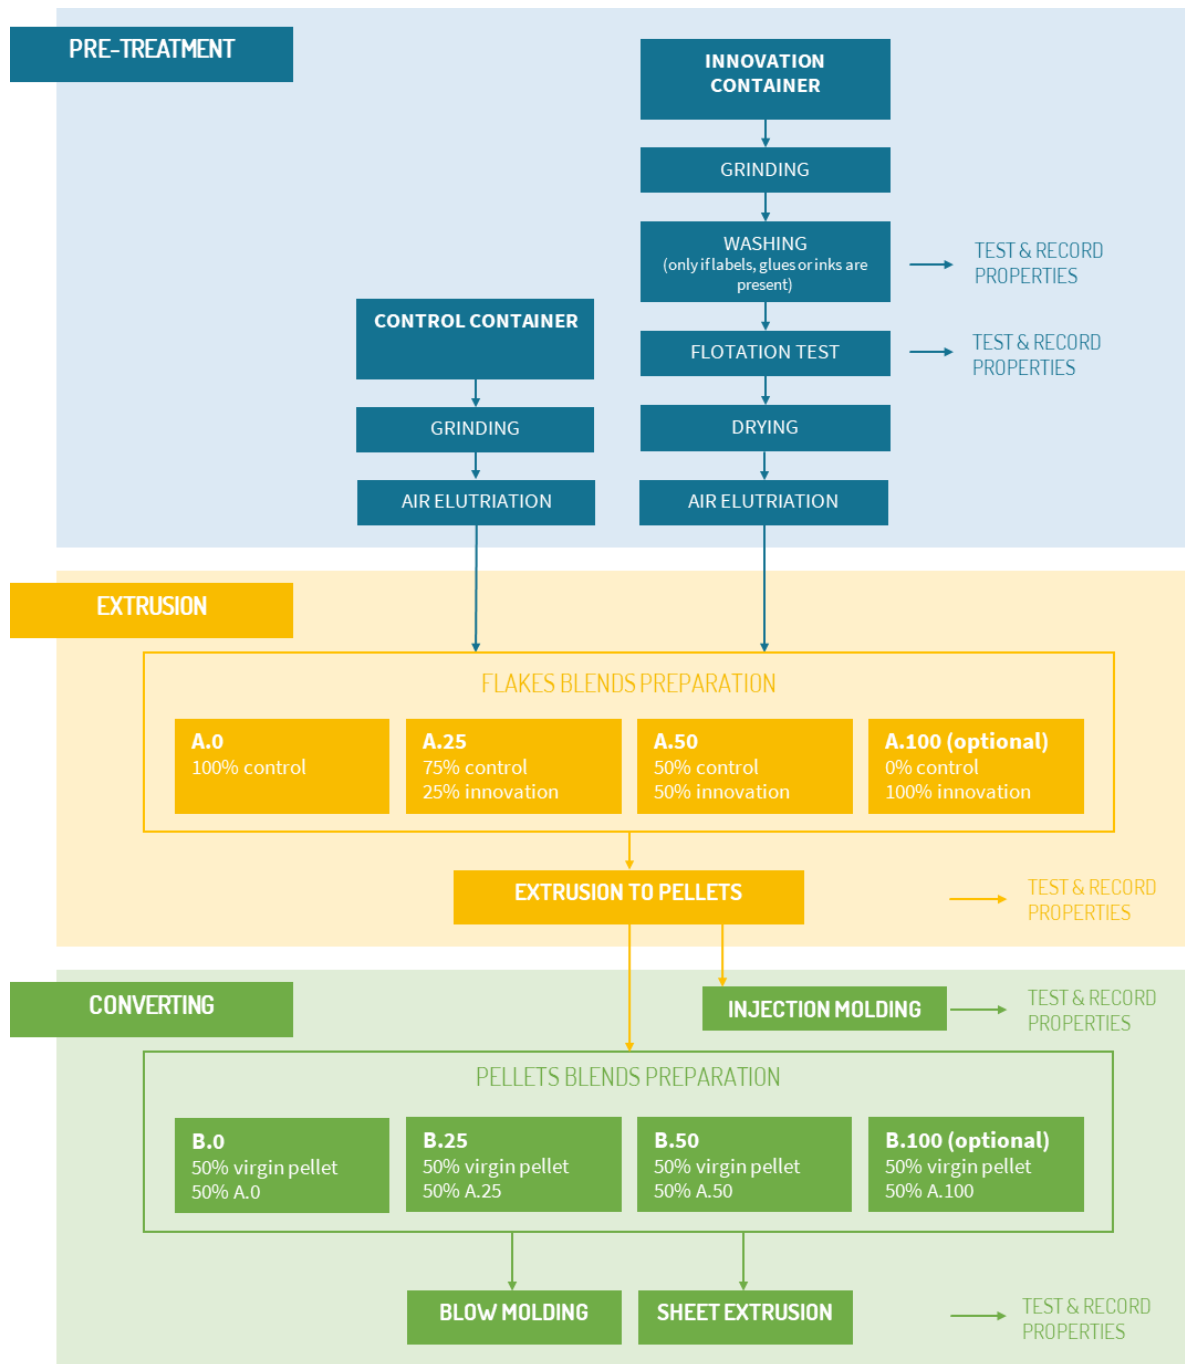 PRE-TREATMENT
INNOVATION
CONTAINER
GRINDING
WASHING
(only if labels, glues or inks are
present)
TEST & RECORD
PROPERTIES
CONTROL CONTAINER
FLOTATION TEST
TEST & RECORD
PROPERTIES
GRINDING
DRYING
AIR ELUTRIATION
AIR ELUTRIATION
EXTRUSION
FLAKES BLENDS PREPARATION
A.0
100% control
A.25
75% control
25% innovation
A.50
50% control
50% innovation
A.100 (optional)
0% control
100% innovation
EXTRUSION TO PELLETS
TEST & RECORD
PROPERTIES
CONVERTING
INJECTION MOLDING
TEST & RECORD
PROPERTIES
PELLETS BLENDS PREPARATION
B.0
50% virgin pellet
50% A.0
B.25
50% virgin pellet
50% A.25
B.50
50% virgin pellet
50% A.50
B.100 (optional)
50% virgin pellet
50% A.100
BLOW MOLDING
SHEET EXTRUSION
TEST & RECORD
PROPERTIES